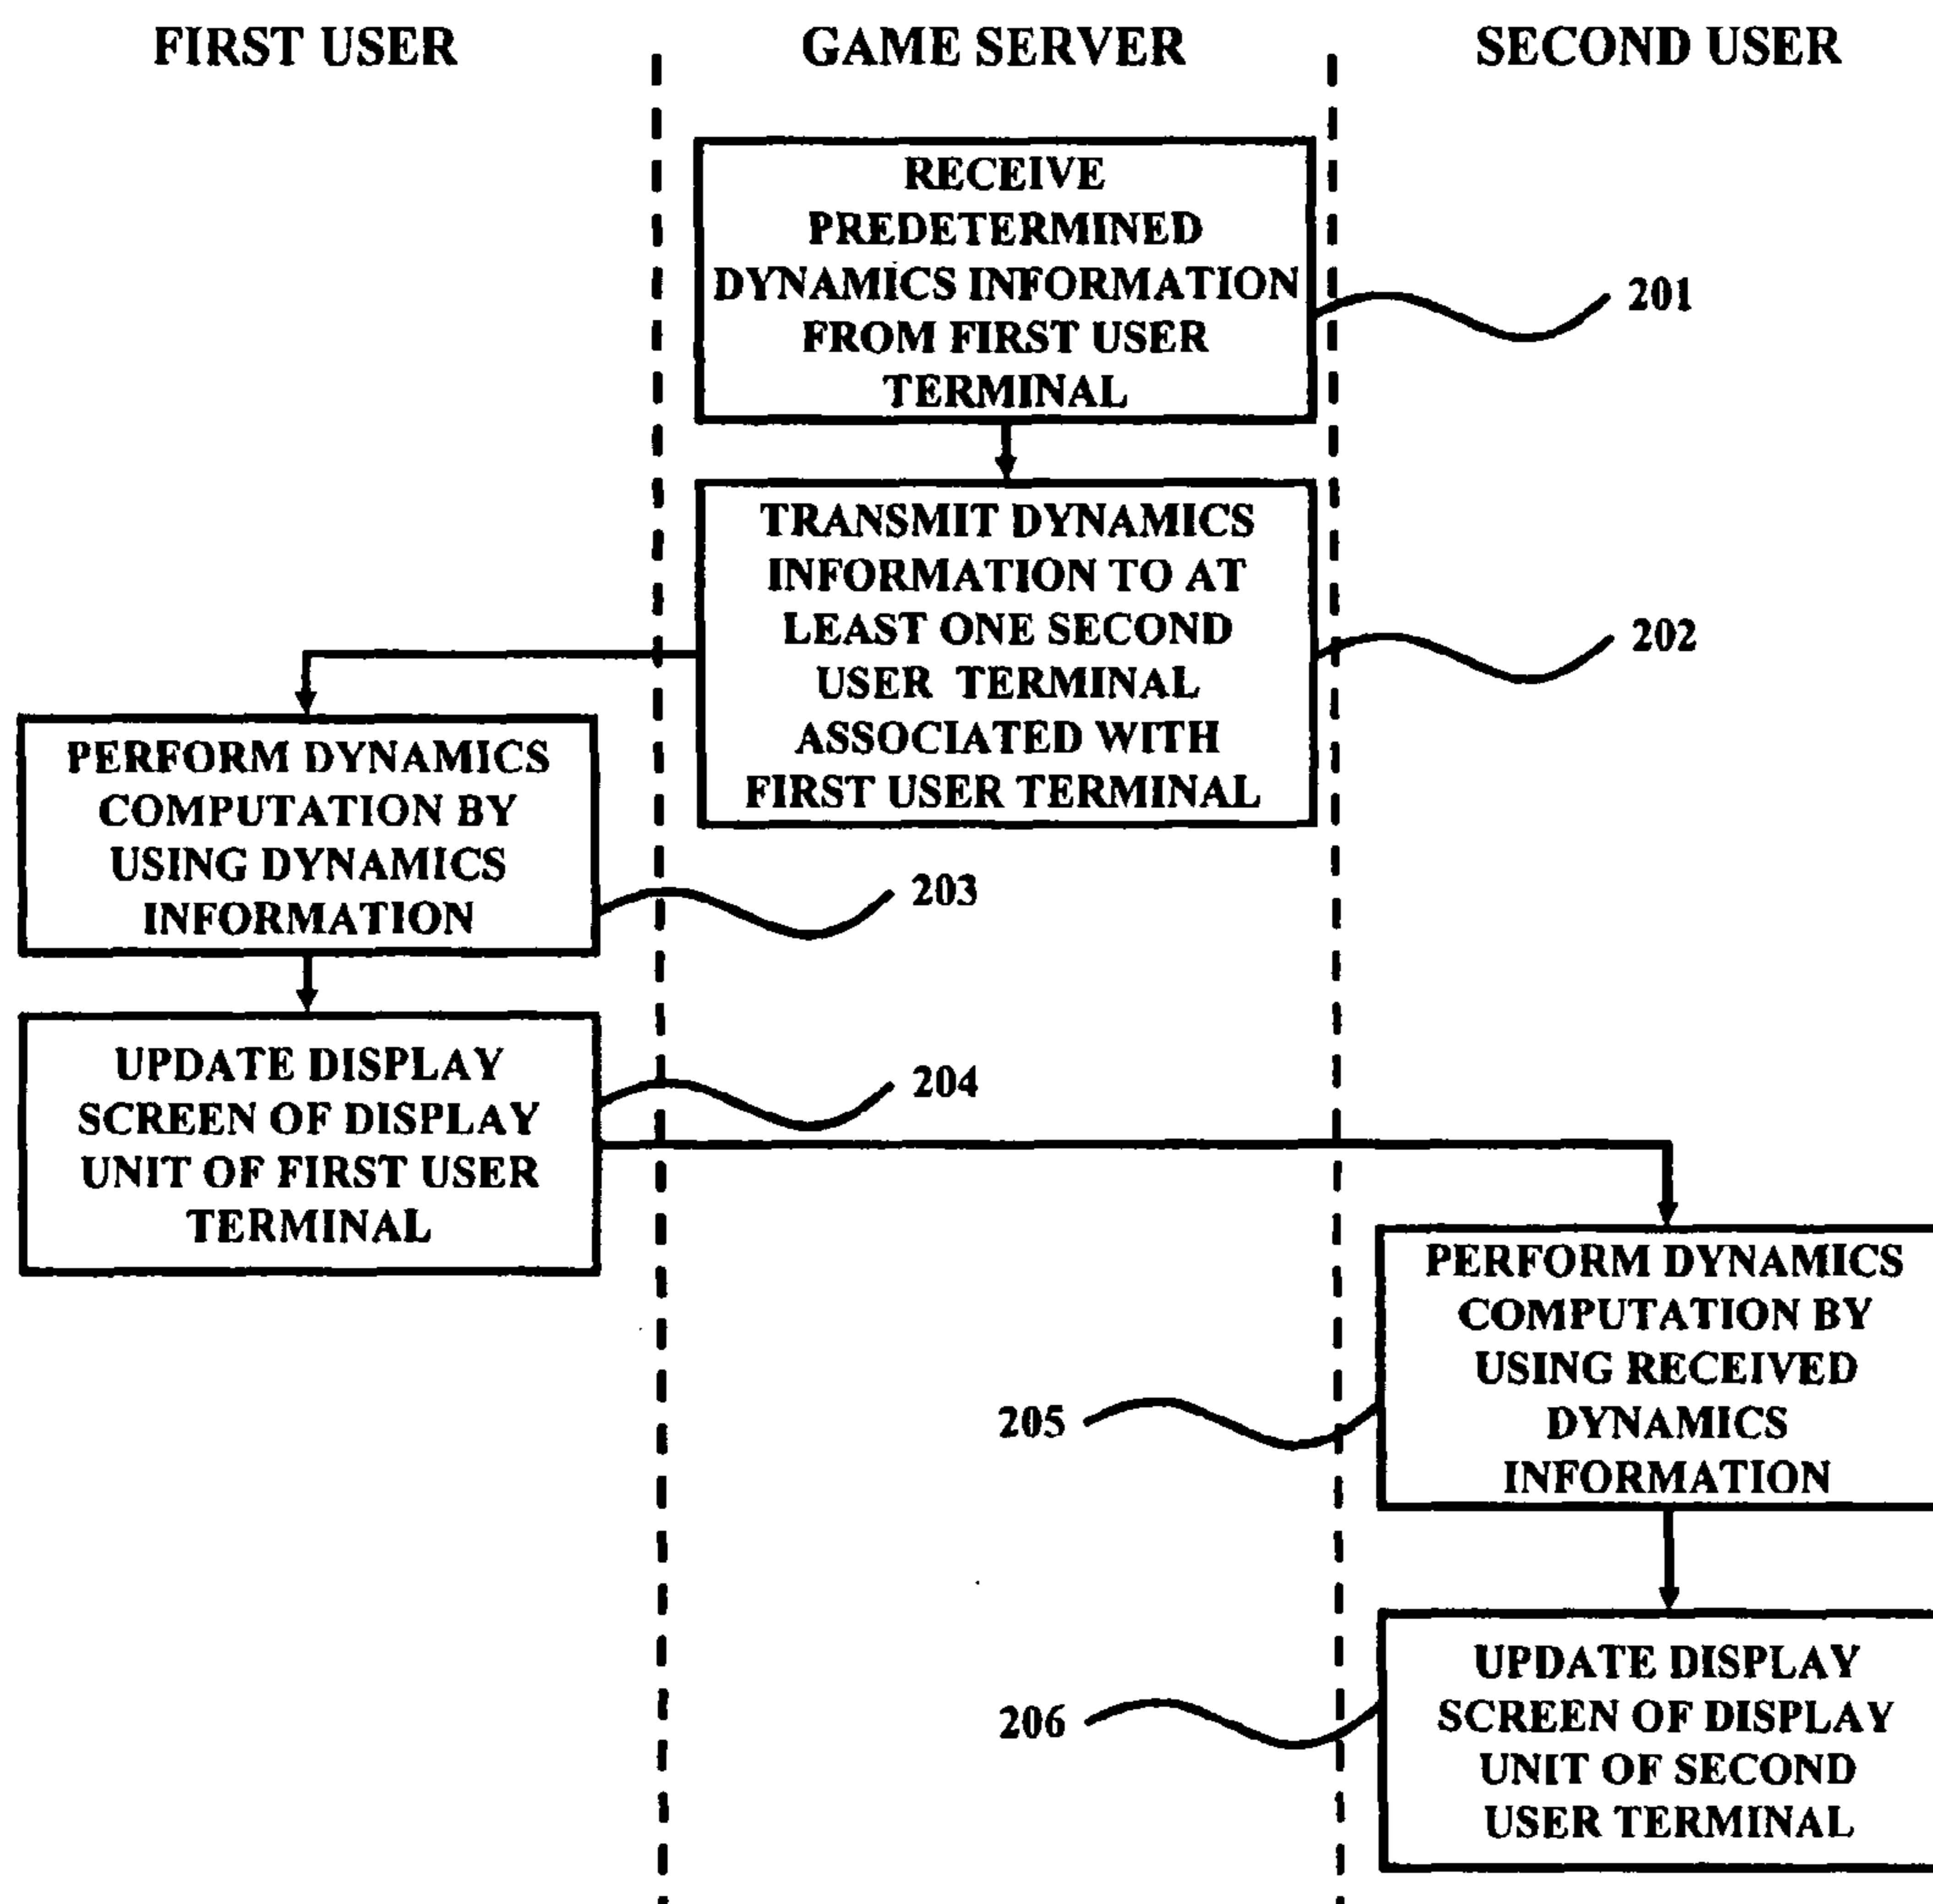 FIRST USER
GAME SERVER
SECOND USER
RECEIVE
PREDETERMINED
DYNAMICS INFORMATION
FROM FIRST USER
TERMINAL
201
TRANSMIT DYNAMICS
INFORMATION TO AT
LEAST ONE SECOND
USER TERMINAL
ASSOCIATED WITH
FIRST USER TERMINAL
202
PERFORM DYNAMICS
COMPUTATION BY
USING DYNAMICS
INFORMATION
203
UPDATE DISPLAY
SCREEN OF DISPLAY
UNIT OF FIRST USER
TERMINAL
204
PERFORM DYNAMICS
COMPUTATION BY
USING RECEIVED
DYNAMICS
INFORMATION
205
UPDATE DISPLAY
SCREEN OF DISPLAY
UNIT OF SECOND
USER TERMINAL
206